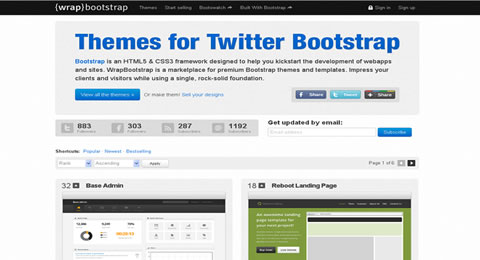 {wrap}bootstrap Themes Start selling Bootswatch Built With Bootstrap Sign in Sign up
Themes for Twitter Bootstrap
Bootstrap is an HTML5 & CSS3 framework designed to help you kickstart the development of webapps
and sites. WrapBootstrap is a marketplace for premium Bootstrap themes and templates. Impress your
clients and visitors while using a single, rock-solid foundation.
View all the themes » Or make them! Sell your designs Share Tweet Share
883 Followers 303 Followers 287 Subscribers 1192 Subscribers
Get updated by email:
Email address Subscribe
Shortcuts: Popular · Newest · Bestselling
Rank Ascending Apply Page 1 of 6
32 Base Admin 18 Reboot Landing Page
An awesome landing
page template for
your next project!